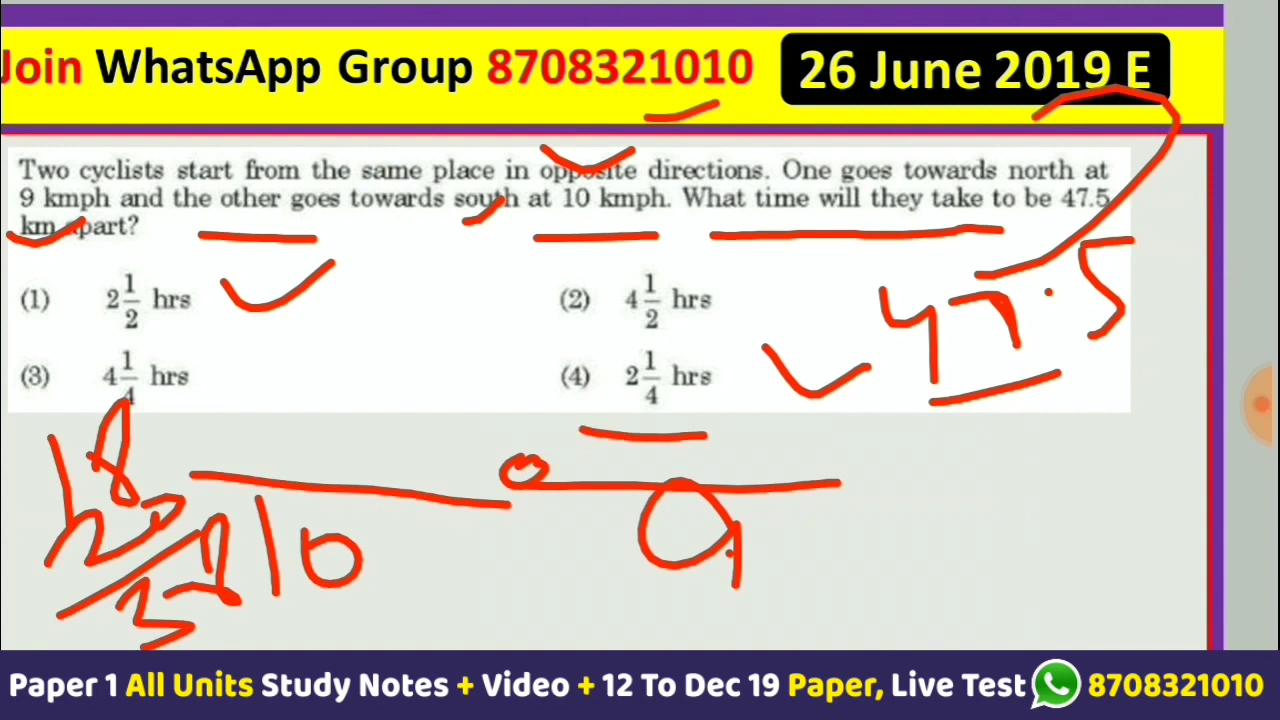 Join WhatsApp Group 8708321010 26 June 2019 E
Two cyclists start from the same place in opposite directions. One goes towards north at
9 kmph and the other goes towards south at 10 kmph. What time will they take to be 47.5
km apart?
(1) 2 1/2 hrs (2) 4 1/2 hrs
47.5
(3) 4 1/4 hrs (4) 2 1/4 hrs
10 9
Paper 1 All Units Study Notes + Video + 12 To Dec 19 Paper, Live Test 8708321010